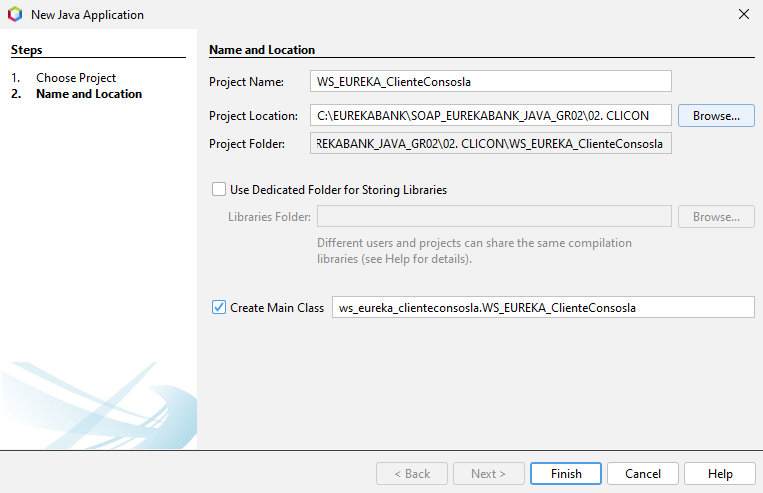 New Java Application
Steps
1. Choose Project
2. Name and Location
Name and Location
Project Name: WS_EUREKA_ClienteConsosla
Project Location: C:\EUREKABANK\SOAP_EUREKABANK_JAVA_GR02\02. CLICON Browse...
Project Folder: REKABANK_JAVA_GR02\02. CLICON\WS_EUREKA_ClienteConsosla
Use Dedicated Folder for Storing Libraries
Libraries Folder: Browse...
Different users and projects can share the same compilation
libraries (see Help for details).
Create Main Class ws_eureka_clienteconsosla.WS_EUREKA_ClienteConsosla
< Back Next > Finish Cancel Help